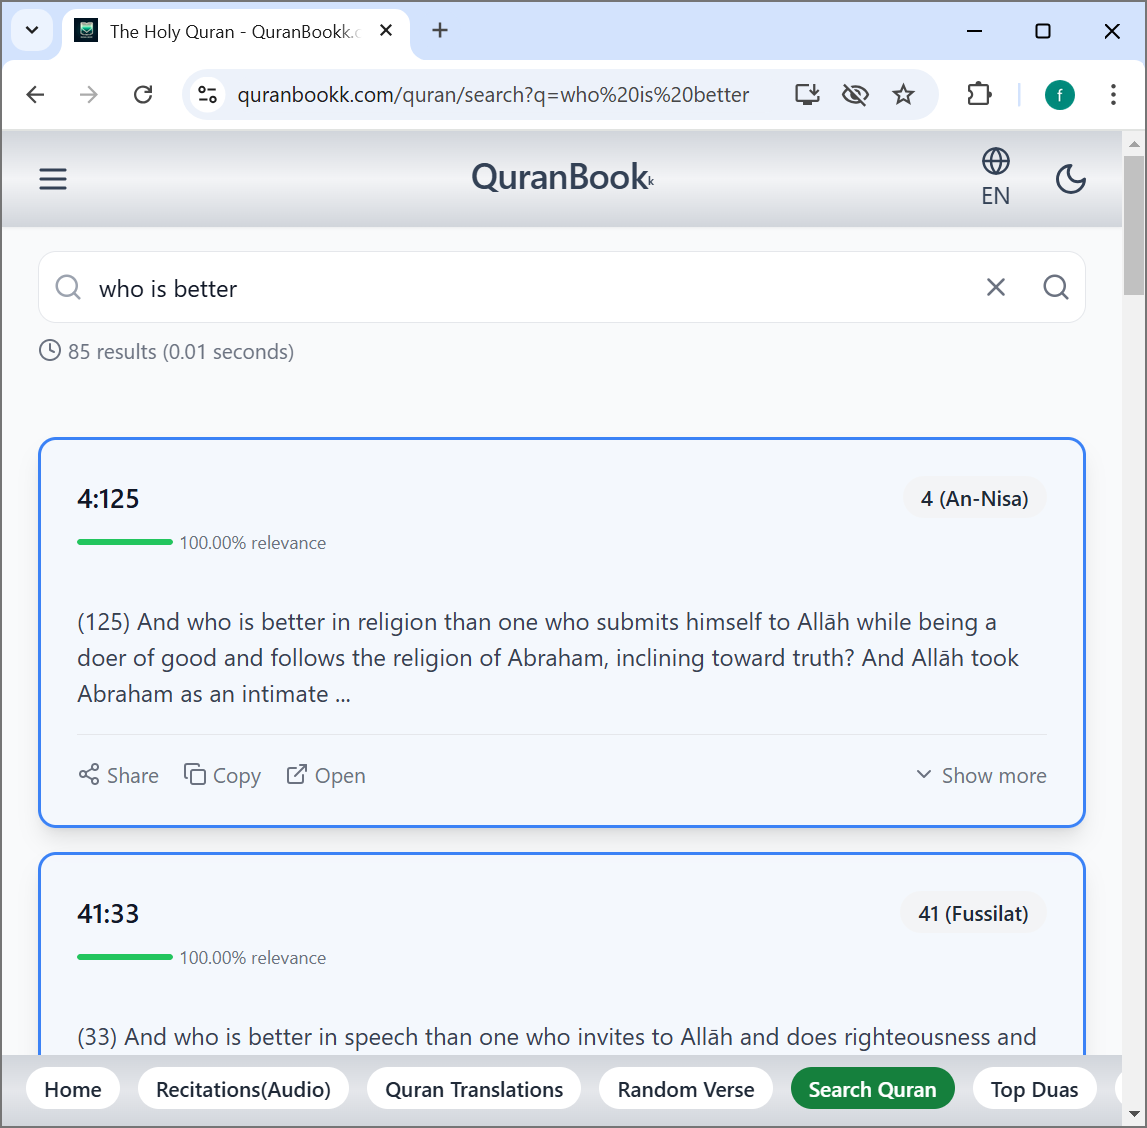 The Holy Quran - QuranBookk.c
quranbookk.com/quran/search?q=who%20is%20better
f
QuranBookk
EN
who is better
85 results (0.01 seconds)
4:125
4 (An-Nisa)
100.00% relevance
(125) And who is better in religion than one who submits himself to Allāh while being a
doer of good and follows the religion of Abraham, inclining toward truth? And Allāh took
Abraham as an intimate ...
Share
Copy
Open
Show more
41:33
41 (Fussilat)
100.00% relevance
(33) And who is better in speech than one who invites to Allāh and does righteousness and
Home
Recitations(Audio)
Quran Translations
Random Verse
Search Quran
Top Duas